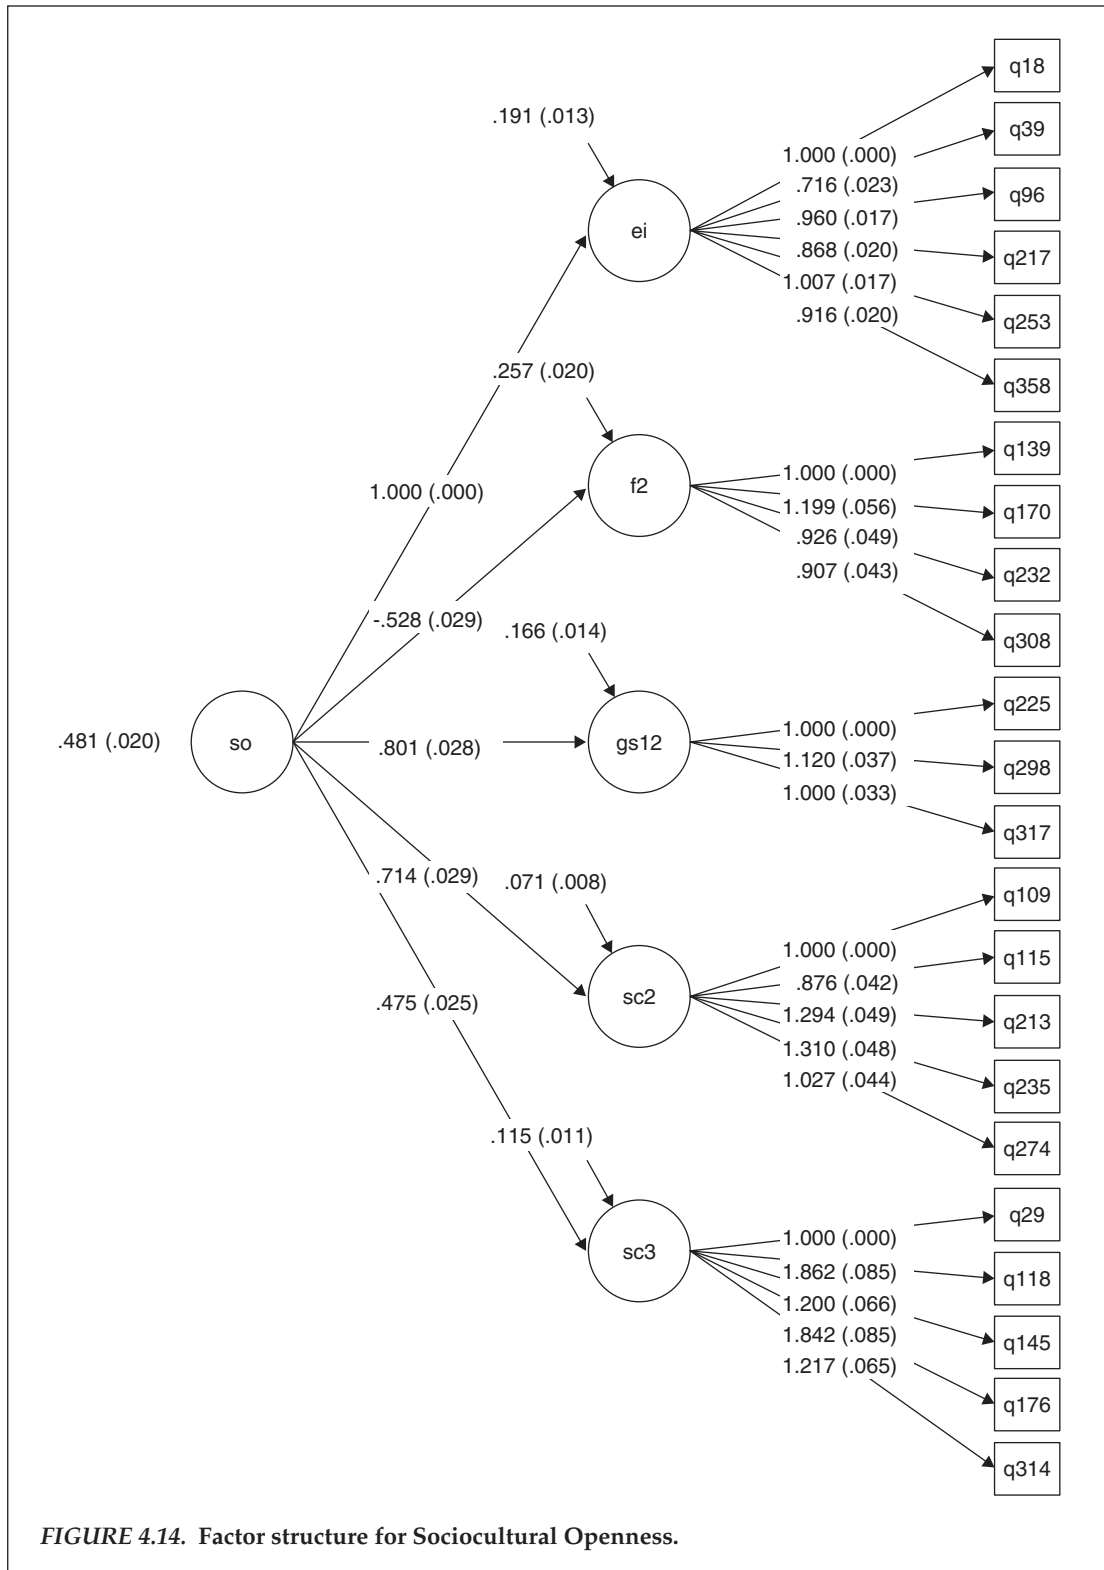 q18
.191 (.013)
q39
1.000 (.000)
.716 (.023)
q96
.960 (.017)
ei
.868 (.020)
q217
1.007 (.017)
.916 (.020)
q253
.257 (.020)
q358
q139
1.000 (.000)
f2
1.000 (.000)
1.199 (.056)
q170
.926 (.049)
.907 (.043)
q232
-.528 (.029)
.166 (.014)
q308
q225
.481 (.020)
so
.801 (.028)
gs12
1.000 (.000)
1.120 (.037)
q298
1.000 (.033)
q317
.714 (.029)
.071 (.008)
q109
1.000 (.000)
q115
.876 (.042)
.475 (.025)
sc2
1.294 (.049)
q213
1.310 (.048)
1.027 (.044)
q235
.115 (.011)
q274
q29
1.000 (.000)
sc3
1.862 (.085)
q118
1.200 (.066)
1.842 (.085)
q145
1.217 (.065)
q176
q314
FIGURE 4.14. Factor structure for Sociocultural Openness.